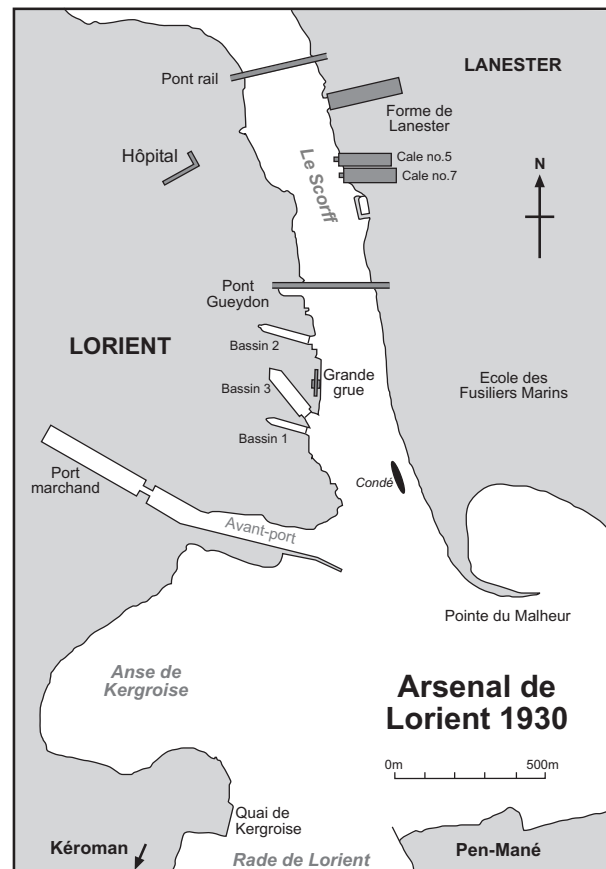 LANESTER
Pont rail
Forme de
Lanester
Hôpital
Cale no.5
Cale no.7
Le Scorff
N
Pont
Gueydon
LORIENT
Bassin 2
Grande
grue
Bassin 3
Ecole des
Fusiliers Marins
Bassin 1
Port
marchand
Condé
Avant-port
Pointe du Malheur
Anse de
Kergroise
Arsenal de
Lorient 1930
0m 500m
Quai de
Kergroise
Kéroman
Rade de Lorient
Pen-Mané